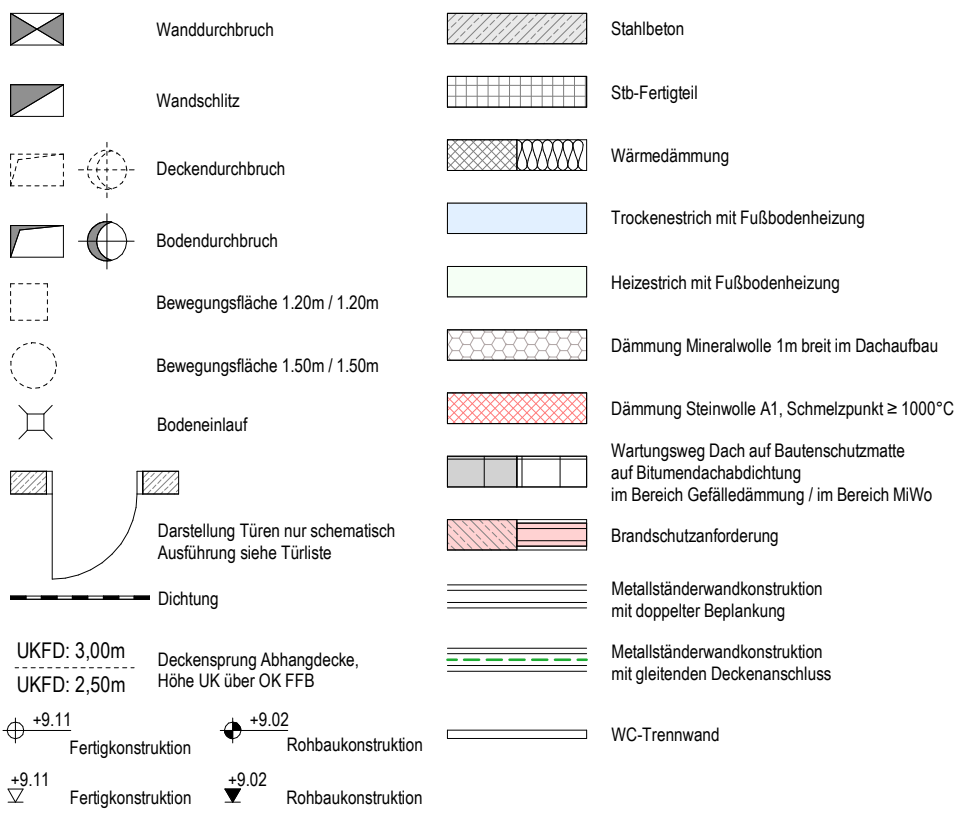 Wanddurchbruch
Wandschlitz
Deckendurchbruch
Bodendurchbruch
Bewegungsfläche 1.20m / 1.20m
Bewegungsfläche 1.50m / 1.50m
Bodeneinlauf
Darstellung Türen nur schematisch
Ausführung siehe Türliste
Dichtung
UKFD: 3,00m
UKFD: 2,50m
Deckensprung Abhangdecke,
Höhe UK über OK FFB
+9.11
Fertigkonstruktion
+9.02
Rohbaukonstruktion
+9.11
Fertigkonstruktion
+9.02
Rohbaukonstruktion
Stahlbeton
Stb-Fertigteil
Wärmedämmung
Trockenestrich mit Fußbodenheizung
Heizestrich mit Fußbodenheizung
Dämmung Mineralwolle 1m breit im Dachaufbau
Dämmung Steinwolle A1, Schmelzpunkt ≥ 1000°C
Wartungsweg Dach auf Bautenschutzmatte
auf Bitumendachabdichtung
im Bereich Gefälledämmung / im Bereich MiWo
Brandschutzanforderung
Metallständerwandkonstruktion
mit doppelter Beplankung
Metallständerwandkonstruktion
mit gleitenden Deckenanschluss
WC-Trennwand